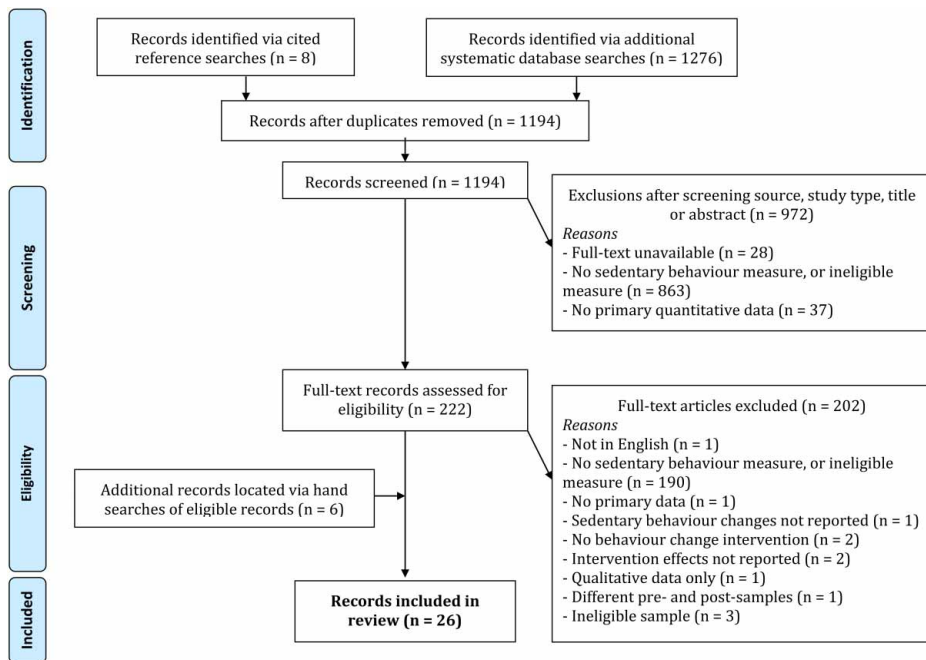 Identification
Records identified via cited
reference searches (n = 8)
Records identified via additional
systematic database searches (n = 1276)
Records after duplicates removed (n = 1194)
Screening
Records screened (n = 1194)
Exclusions after screening source, study type, title
or abstract (n = 972)
Reasons
- Full-text unavailable (n = 28)
- No sedentary behaviour measure, or ineligible
measure (n = 863)
- No primary quantitative data (n = 37)
Eligibility
Full-text records assessed for
eligibility (n = 222)
Additional records located via hand
searches of eligible records (n = 6)
Full-text articles excluded (n = 202)
Reasons
- Not in English (n = 1)
- No sedentary behaviour measure, or ineligible
measure (n = 190)
- No primary data (n = 1)
- Sedentary behaviour changes not reported (n = 1)
- No behaviour change intervention (n = 2)
- Intervention effects not reported (n = 2)
- Qualitative data only (n = 1)
- Different pre- and post-samples (n = 1)
- Ineligible sample (n = 3)
Included
Records included in
review (n = 26)